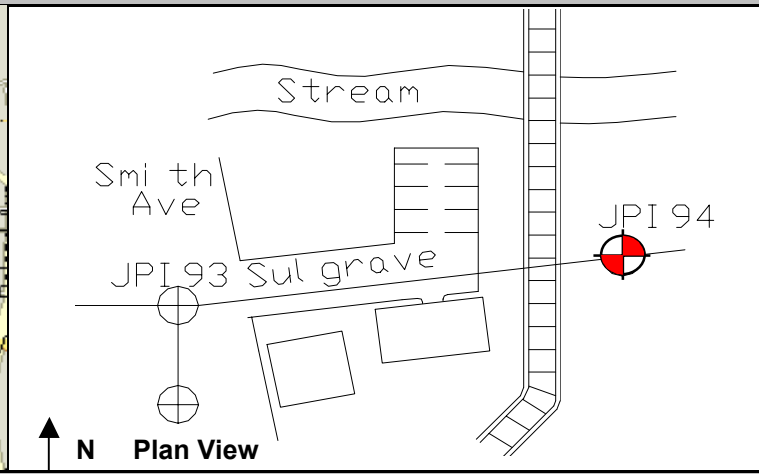 Stream
Smi th
Ave
JPI 94
JPI 93 Sul grave
N Plan View